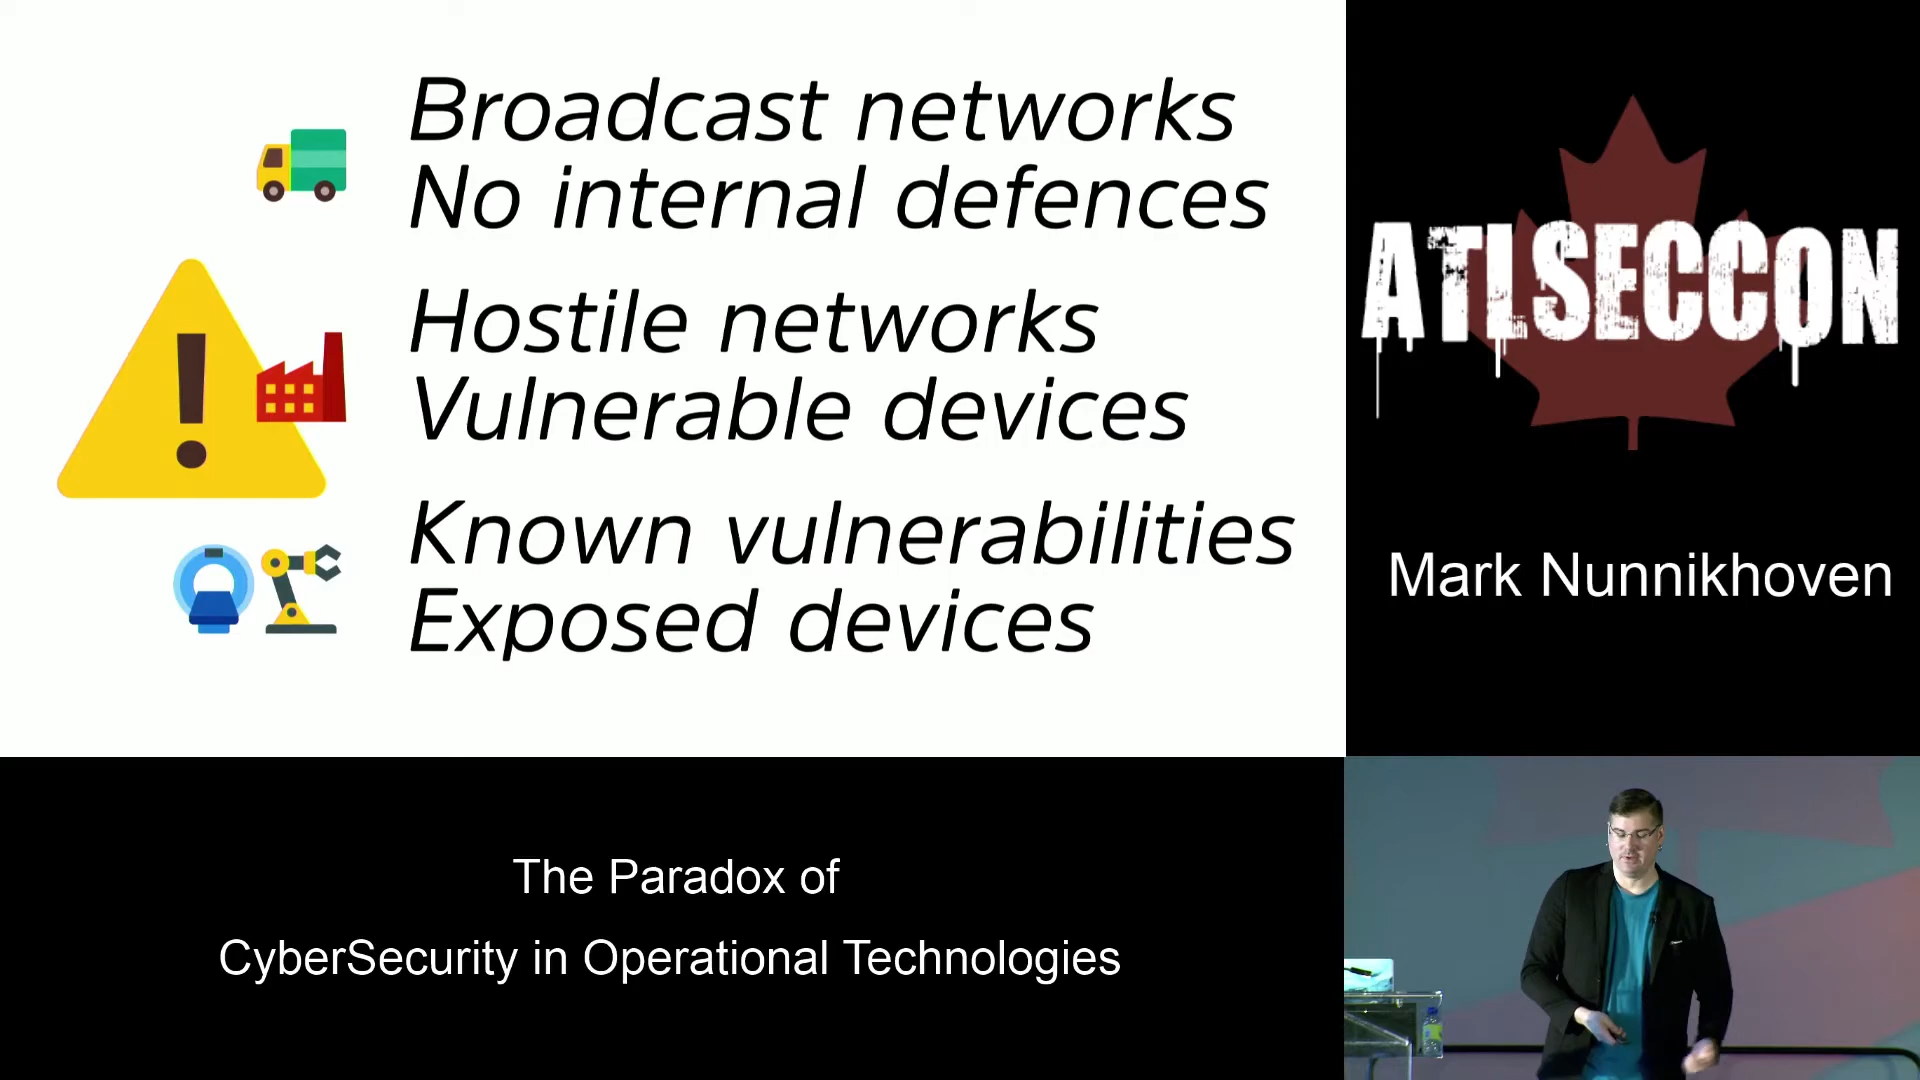 Broadcast networks
No internal defences
Hostile networks
Vulnerable devices
Known vulnerabilities
Exposed devices
ATLSECCON
Mark Nunnikhoven
The Paradox of
CyberSecurity in Operational Technologies